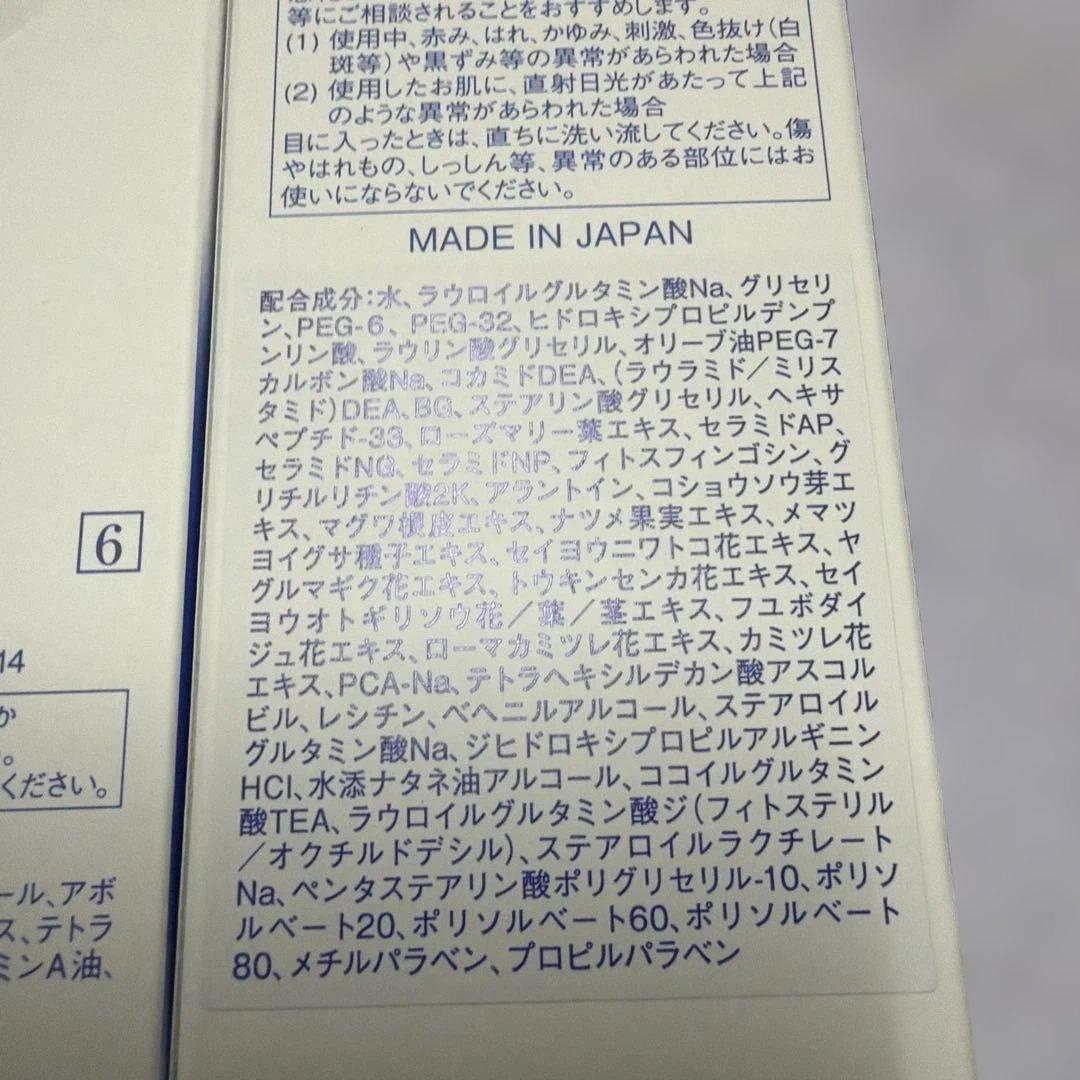 等にご相談されることをおすすめします。
(1) 使用中、赤み、はれ、かゆみ、刺激、色抜け(白
斑等)や黒ずみ等の異常があらわれた場合
(2) 使用したお肌に、直射日光があたって上記
のような異常があらわれた場合
目に入ったときは、直ちに洗い流してください。傷
やはれもの、しっしん等、異常のある部位にはお
使いにならないでください。
MADE IN JAPAN
配合成分:水、ラウロイルグルタミン酸Na、グリセリ
ン、PEG-6、PEG-32、ヒドロキシプロピルデンプ
ンリン酸、ラウリン酸グリセリル、オリーブ油PEG-7
カルボン酸Na、コカミドDEA、(ラウラミド/ミリス
タミド)DEA、BG、ステアリン酸グリセリル、ヘキサ
ペプチド-33、ローズマリー葉エキス、セラミドAP、
セラミドNG、セラミドNP、フィトスフィンゴシン、グ
リチルリチン酸2K、アラントイン、コショウソウ芽エ
キス、マグワ根皮エキス、ナツメ果実エキス、メマツ
ヨイグサ種子エキス、セイヨウニワトコ花エキス、ヤ
グルマギク花エキス、トウキンセンカ花エキス、セイ
ヨウオトギリソウ花/葉/茎エキス、フユボダイ
ジュ花エキス、ローマカミツレ花エキス、カミツレ花
エキス、PCA-Na、テトラヘキシルデカン酸アスコル
ビル、レシチン、ベヘニルアルコール、ステアロイル
グルタミン酸Na、ジヒドロキシプロピルアルギニン
HCl、水添ナタネ油アルコール、ココイルグルタミン
酸TEA、ラウロイルグルタミン酸ジ(フィトステリル
/オクチルドデシル)、ステアロイルラクチレート
Na、ペンタステアリン酸ポリグリセリル-10、ポリソ
ルベート20、ポリソルベート60、ポリソルベート
80、メチルパラベン、プロピルパラベン
6
14
か
。
ください。
ール、アボ
ス、テトラ
ミンA油、